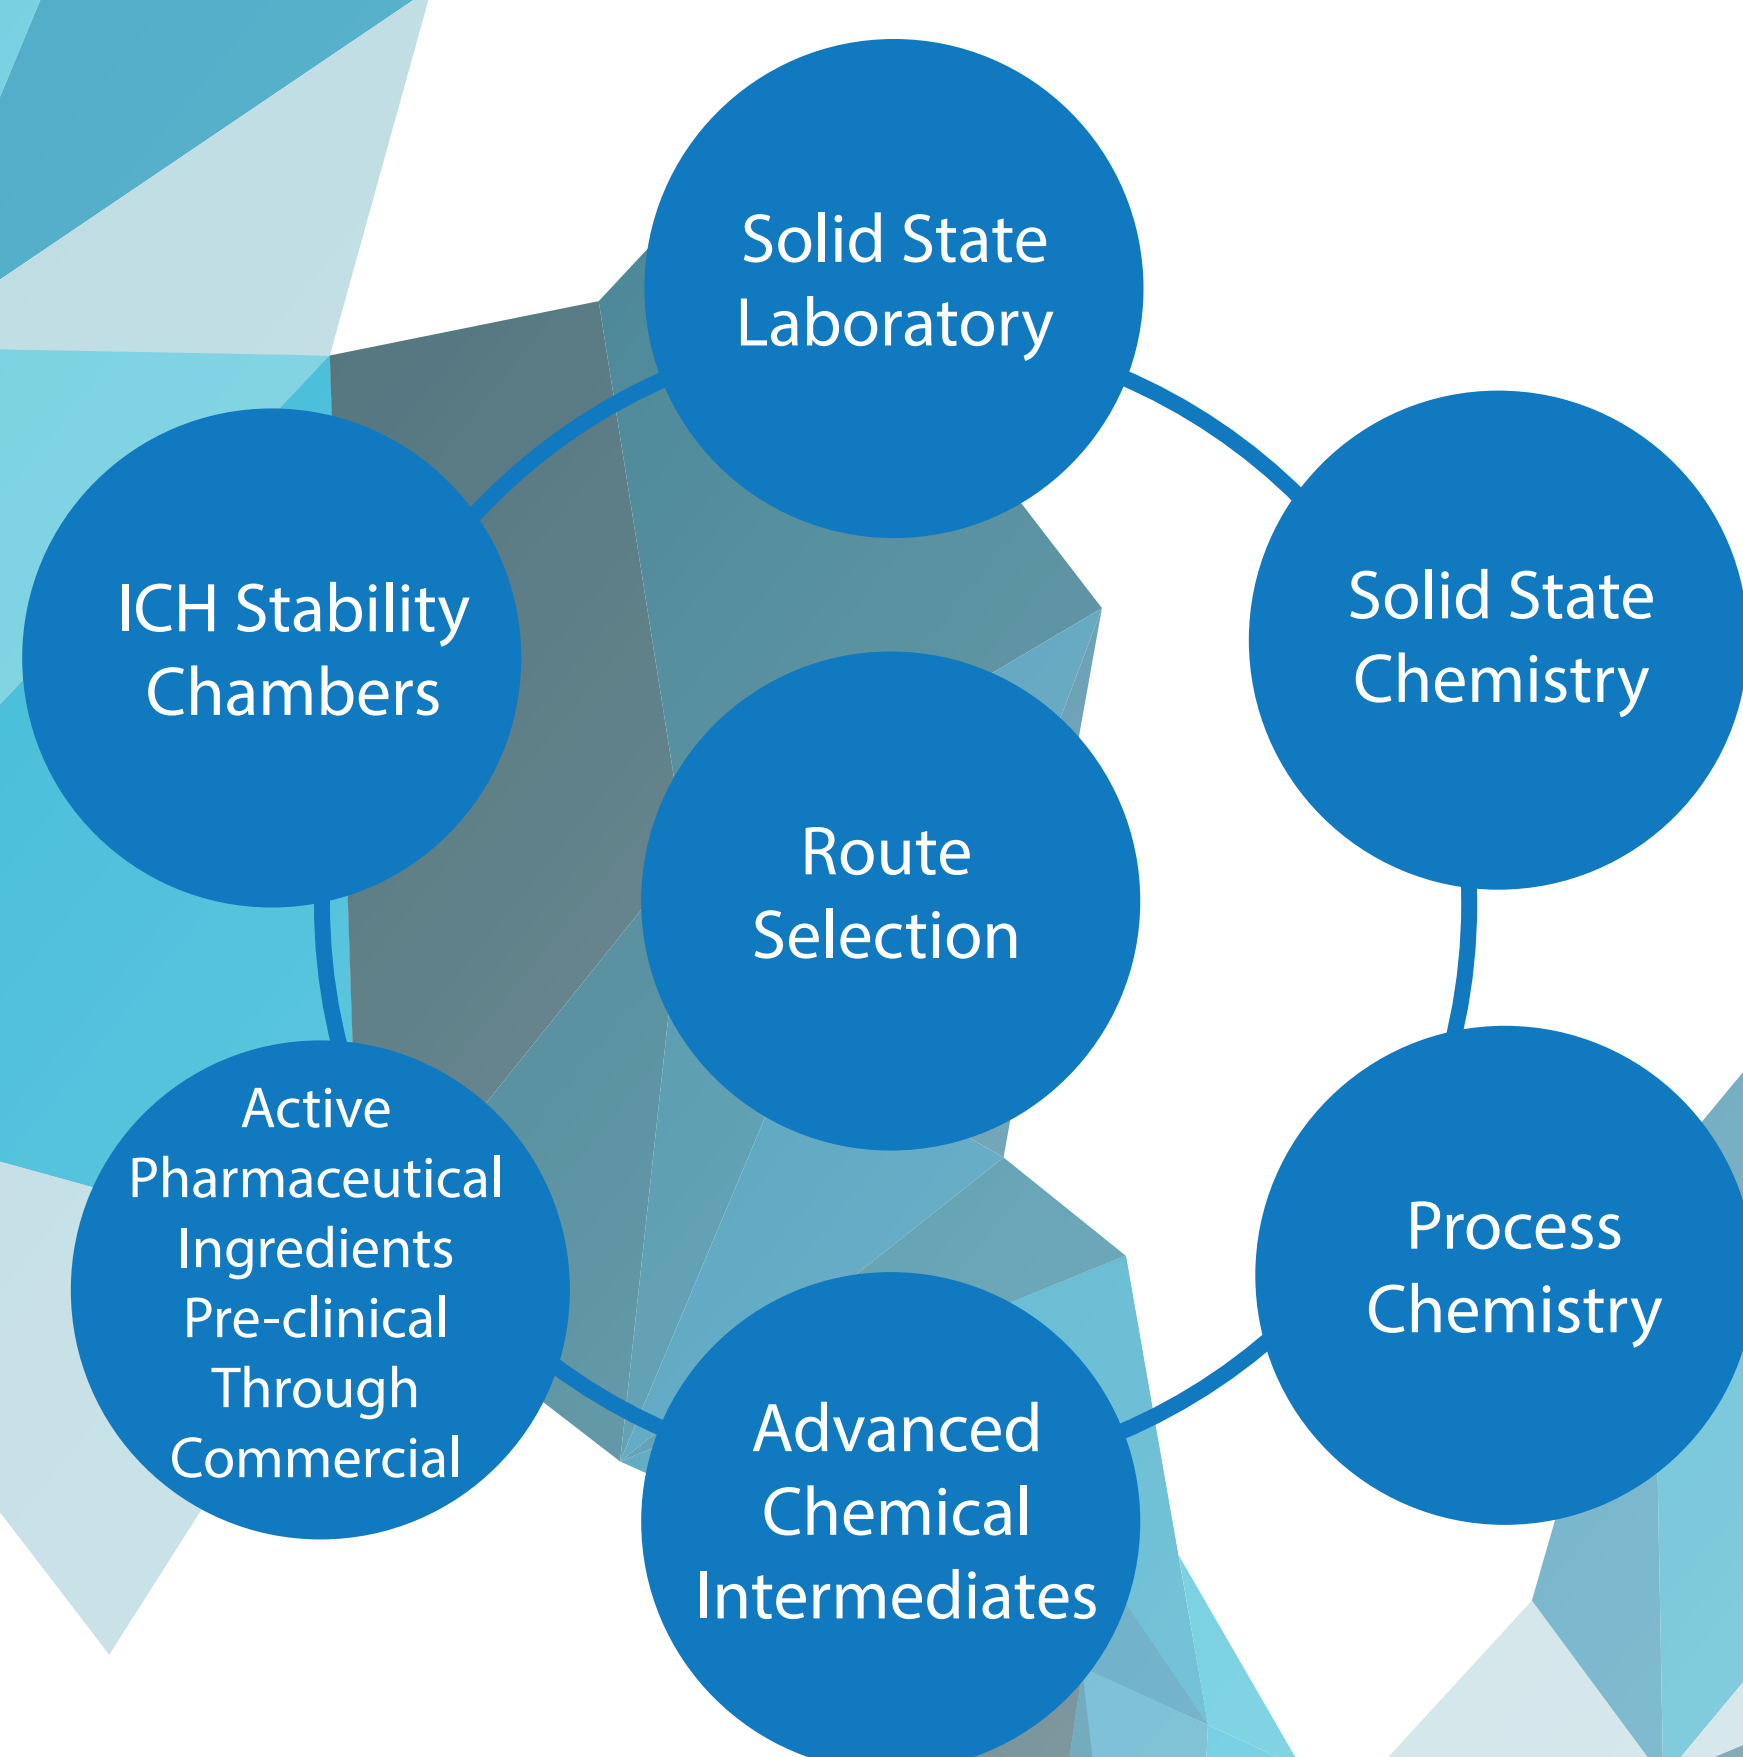 Solid State
Laboratory
Solid State
Chemistry
ICH Stability
Chambers
Route
Selection
Active
Pharmaceutical
Ingredients
Pre-clinical
Through
Commercial
Process
Chemistry
Advanced
Chemical
Intermediates